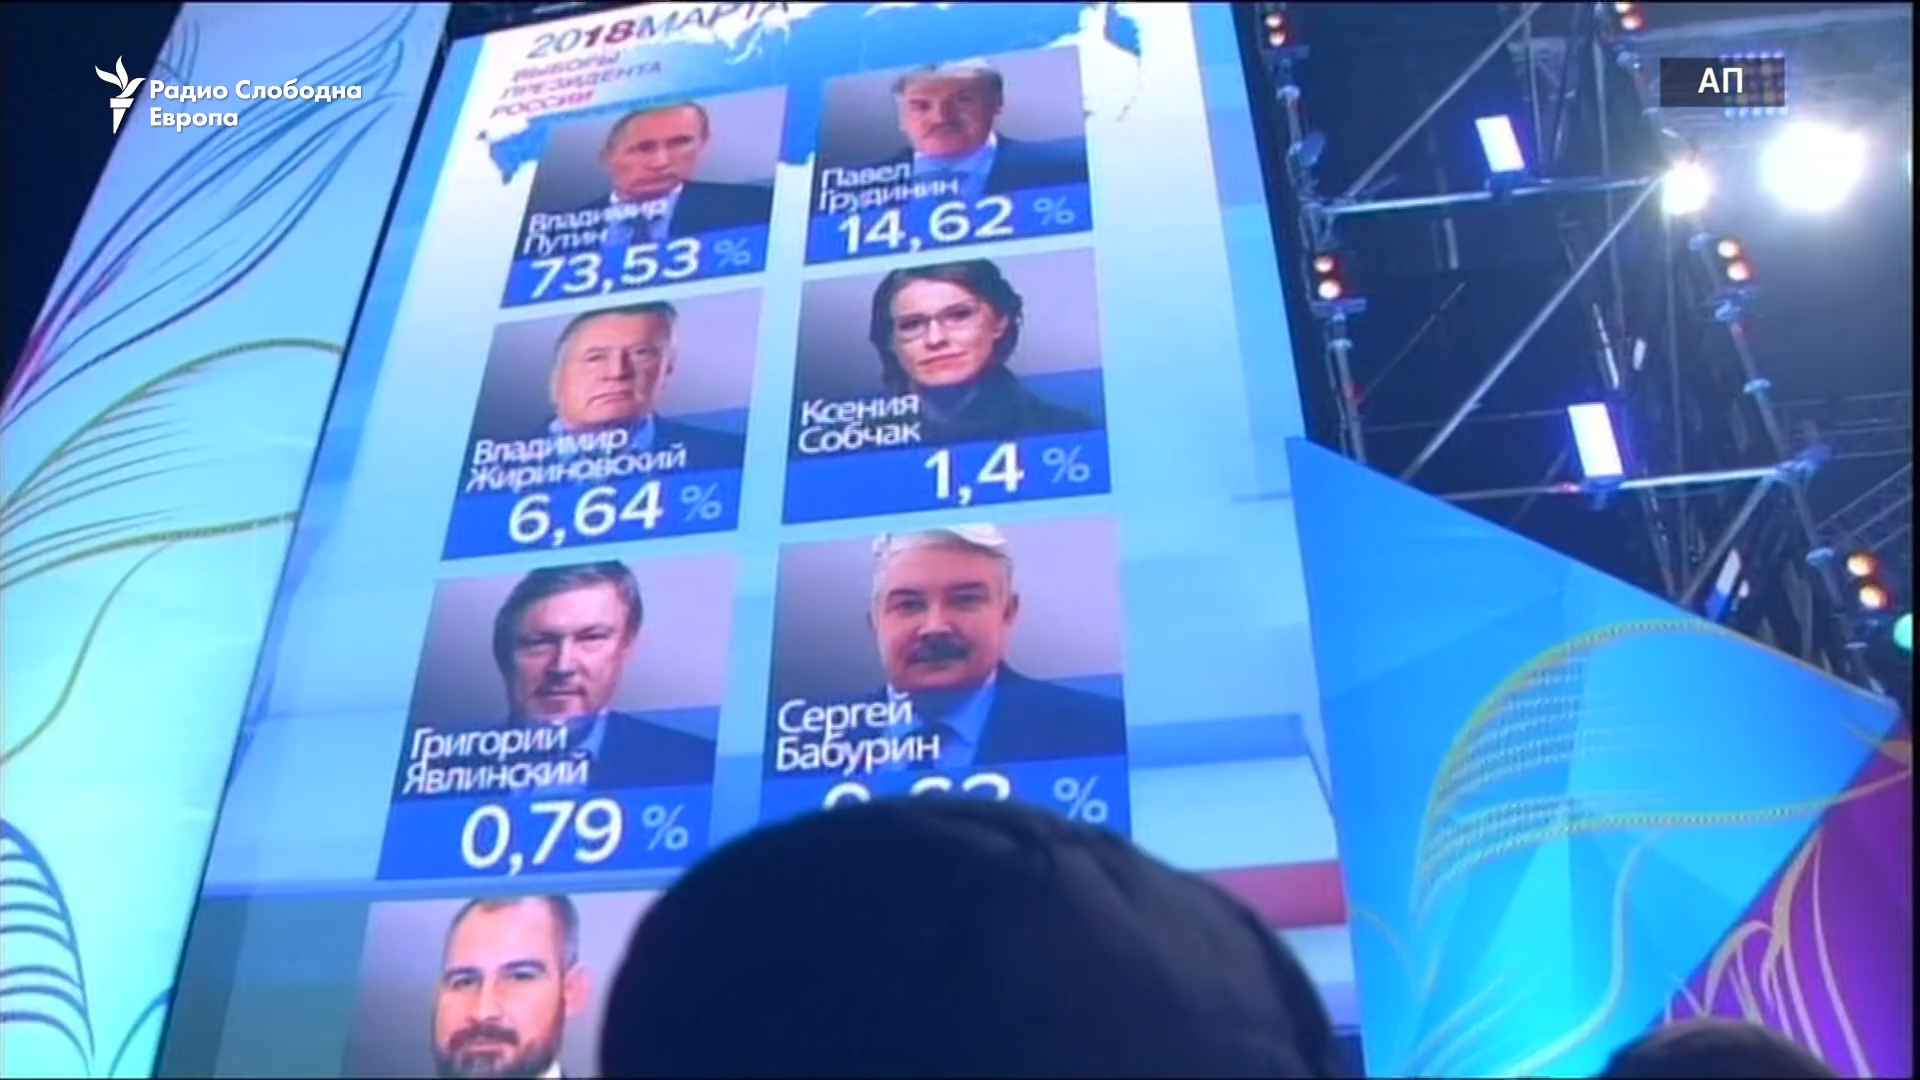 Радио Слободна
Европа
АП
2018МАРТА
ВЫБОРЫ
ПРЕЗИДЕНТА
РОССИИ
Владимир
Путин
73,53 %
Павел
Грудинин
14,62 %
Владимир
Жириновский
6,64 %
Ксения
Собчак
1,4 %
Григорий
Явлинский
0,79 %
Сергей
Бабурин
%